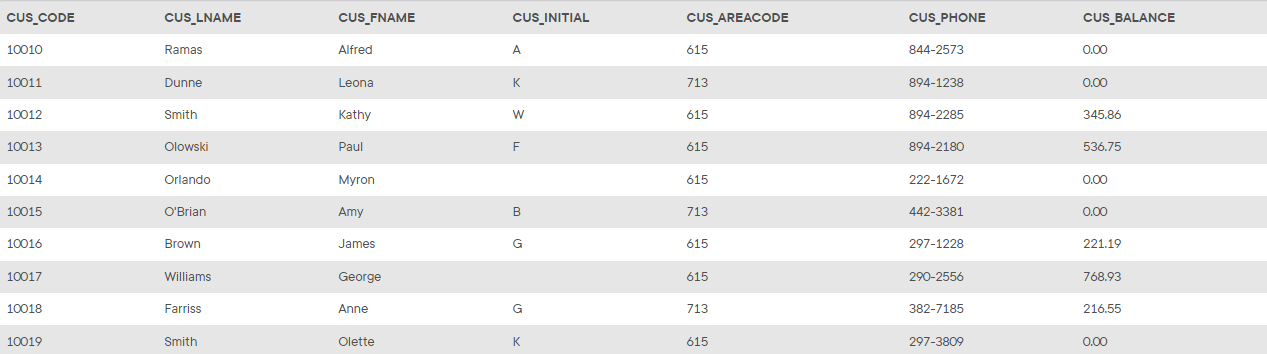 CUS_CODE CUS_LNAME CUS_FNAME CUS_INITIAL CUS_AREACODE CUS_PHONE CUS_BALANCE
10010 Ramas Alfred A 615 844-2573 0.00
10011 Dunne Leona K 713 894-1238 0.00
10012 Smith Kathy W 615 894-2285 345.86
10013 Olowski Paul F 615 894-2180 536.75
10014 Orlando Myron 615 222-1672 0.00
10015 O'Brian Amy B 713 442-3381 0.00
10016 Brown James G 615 297-1228 221.19
10017 Williams George 615 290-2556 768.93
10018 Farriss Anne G 713 382-7185 216.55
10019 Smith Olette K 615 297-3809 0.00